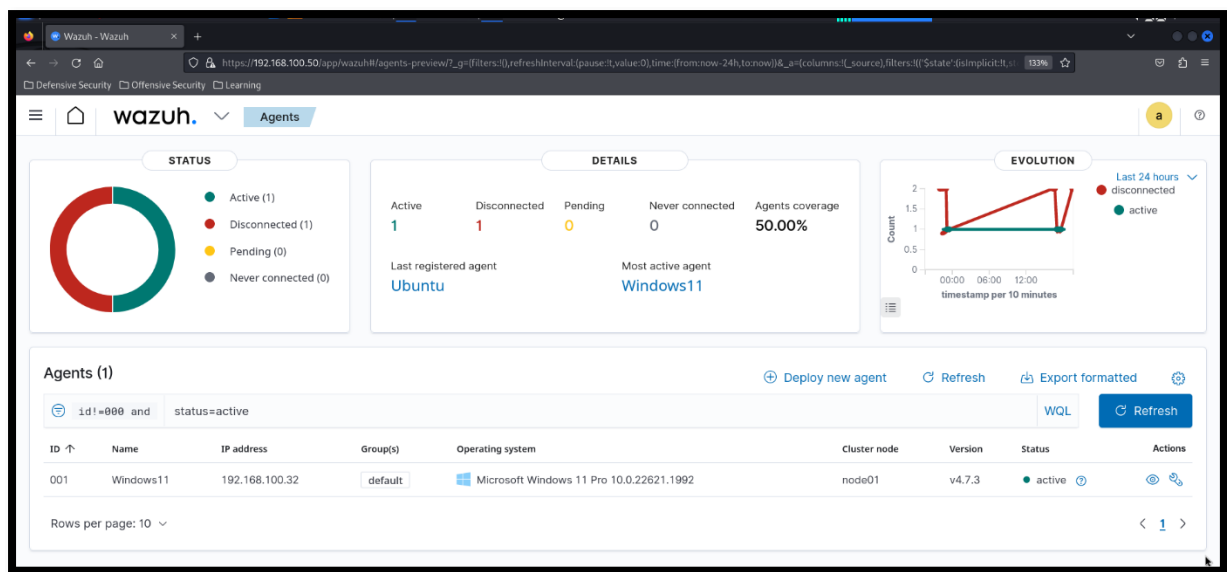 Wazuh - Wazuh
https://192.168.100.50/app/wazuh#/agents-preview/?_g=(filters:!(),refreshInterval:(pause:!t,value:0),time:(from:now-24h,to:now))&_a=(columns:!(_source),filters:!(('$state':(isImplicit:!t,st 133%
Defensive Security Offensive Security Learning
wazuh. Agents a
STATUS
Active (1)
Disconnected (1)
Pending (0)
Never connected (0)
DETAILS
Active Disconnected Pending Never connected Agents coverage
1 1 0 0 50.00%
Last registered agent Most active agent
Ubuntu Windows11
EVOLUTION
Last 24 hours
disconnected
active
Count
2
1.5
1
0.5
0
00:00 06:00 12:00
timestamp per 10 minutes
Agents (1) Deploy new agent Refresh Export formatted
id!=000 and status=active WQL Refresh
ID Name IP address Group(s) Operating system Cluster node Version Status Actions
001 Windows11 192.168.100.32 default Microsoft Windows 11 Pro 10.0.22621.1992 node01 v4.7.3 active
Rows per page: 10 1